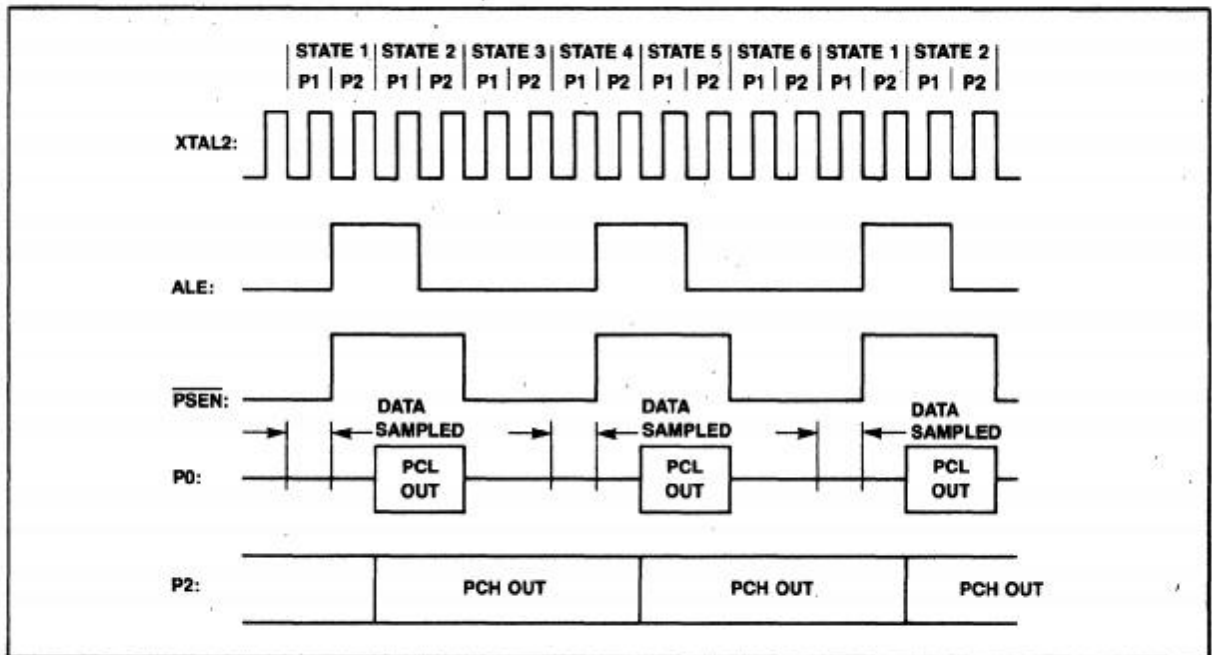 STATE 1 STATE 2 STATE 3 STATE 4 STATE 5 STATE 6 STATE 1 STATE 2
P1 P2 P1 P2 P1 P2 P1 P2 P1 P2 P1 P2 P1 P2 P1 P2
XTAL2:
ALE:
PSEN:
DATA SAMPLED
DATA SAMPLED
DATA SAMPLED
P0:
PCL OUT
PCL OUT
PCL OUT
P2:
PCH OUT
PCH OUT
PCH OUT